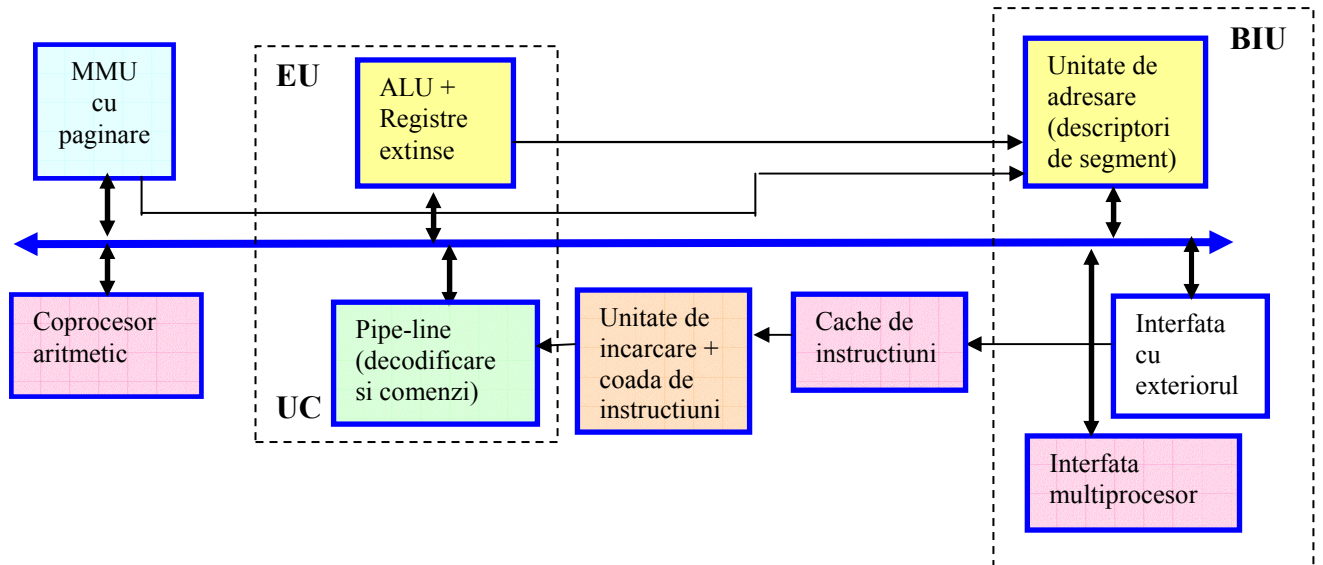 BIU
MMU
cu
paginare
EU
ALU +
Registre
extinse
Unitate de
adresare
(descriptori
de segment)
Coprocesor
aritmetic
Pipe-line
(decodificare
si comenzi)
UC
Unitate de
incarcare +
coada de
instructiuni
Cache de
instructiuni
Interfata
cu
exteriorul
Interfata
multiprocesor